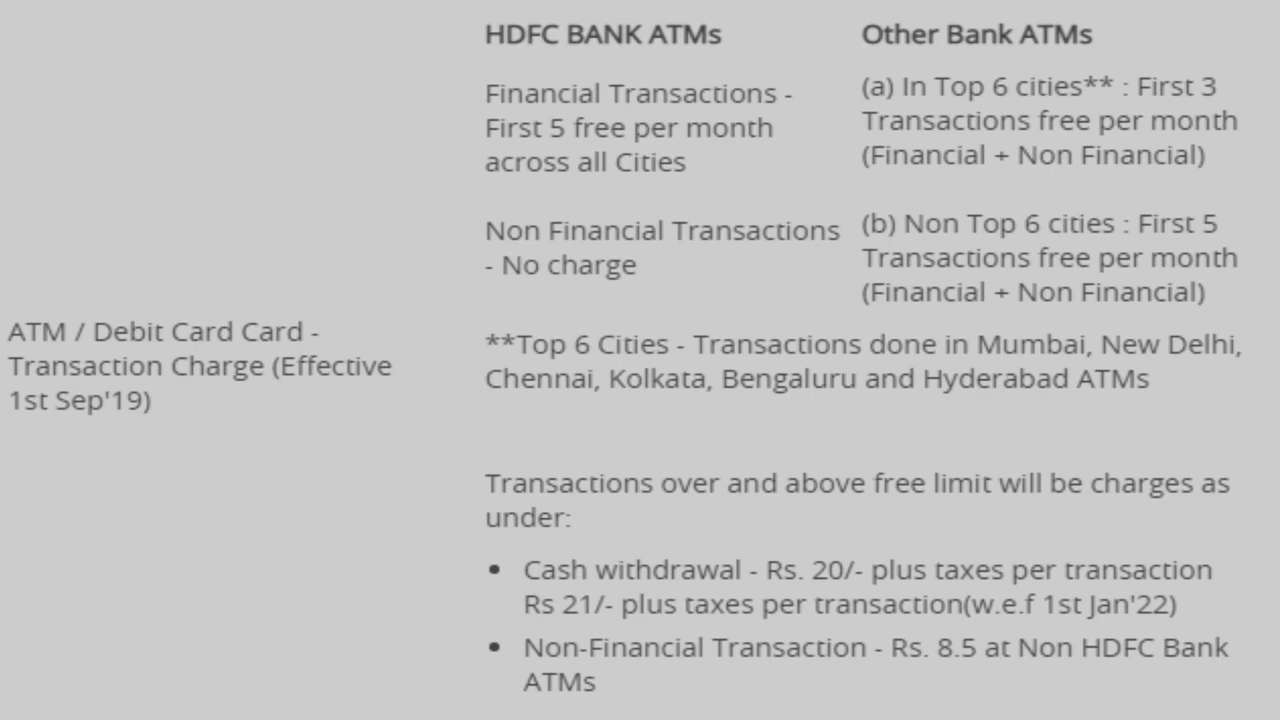 HDFC BANK ATMs
Other Bank ATMs
Financial Transactions -
First 5 free per month
across all Cities
(a) In Top 6 cities** : First 3
Transactions free per month
(Financial + Non Financial)
Non Financial Transactions
- No charge
(b) Non Top 6 cities : First 5
Transactions free per month
(Financial + Non Financial)
ATM / Debit Card Card -
Transaction Charge (Effective
1st Sep'19)
**Top 6 Cities - Transactions done in Mumbai, New Delhi,
Chennai, Kolkata, Bengaluru and Hyderabad ATMs
Transactions over and above free limit will be charges as
under:
• Cash withdrawal - Rs. 20/- plus taxes per transaction
Rs 21/- plus taxes per transaction(w.e.f 1st Jan'22)
• Non-Financial Transaction - Rs. 8.5 at Non HDFC Bank
ATMs